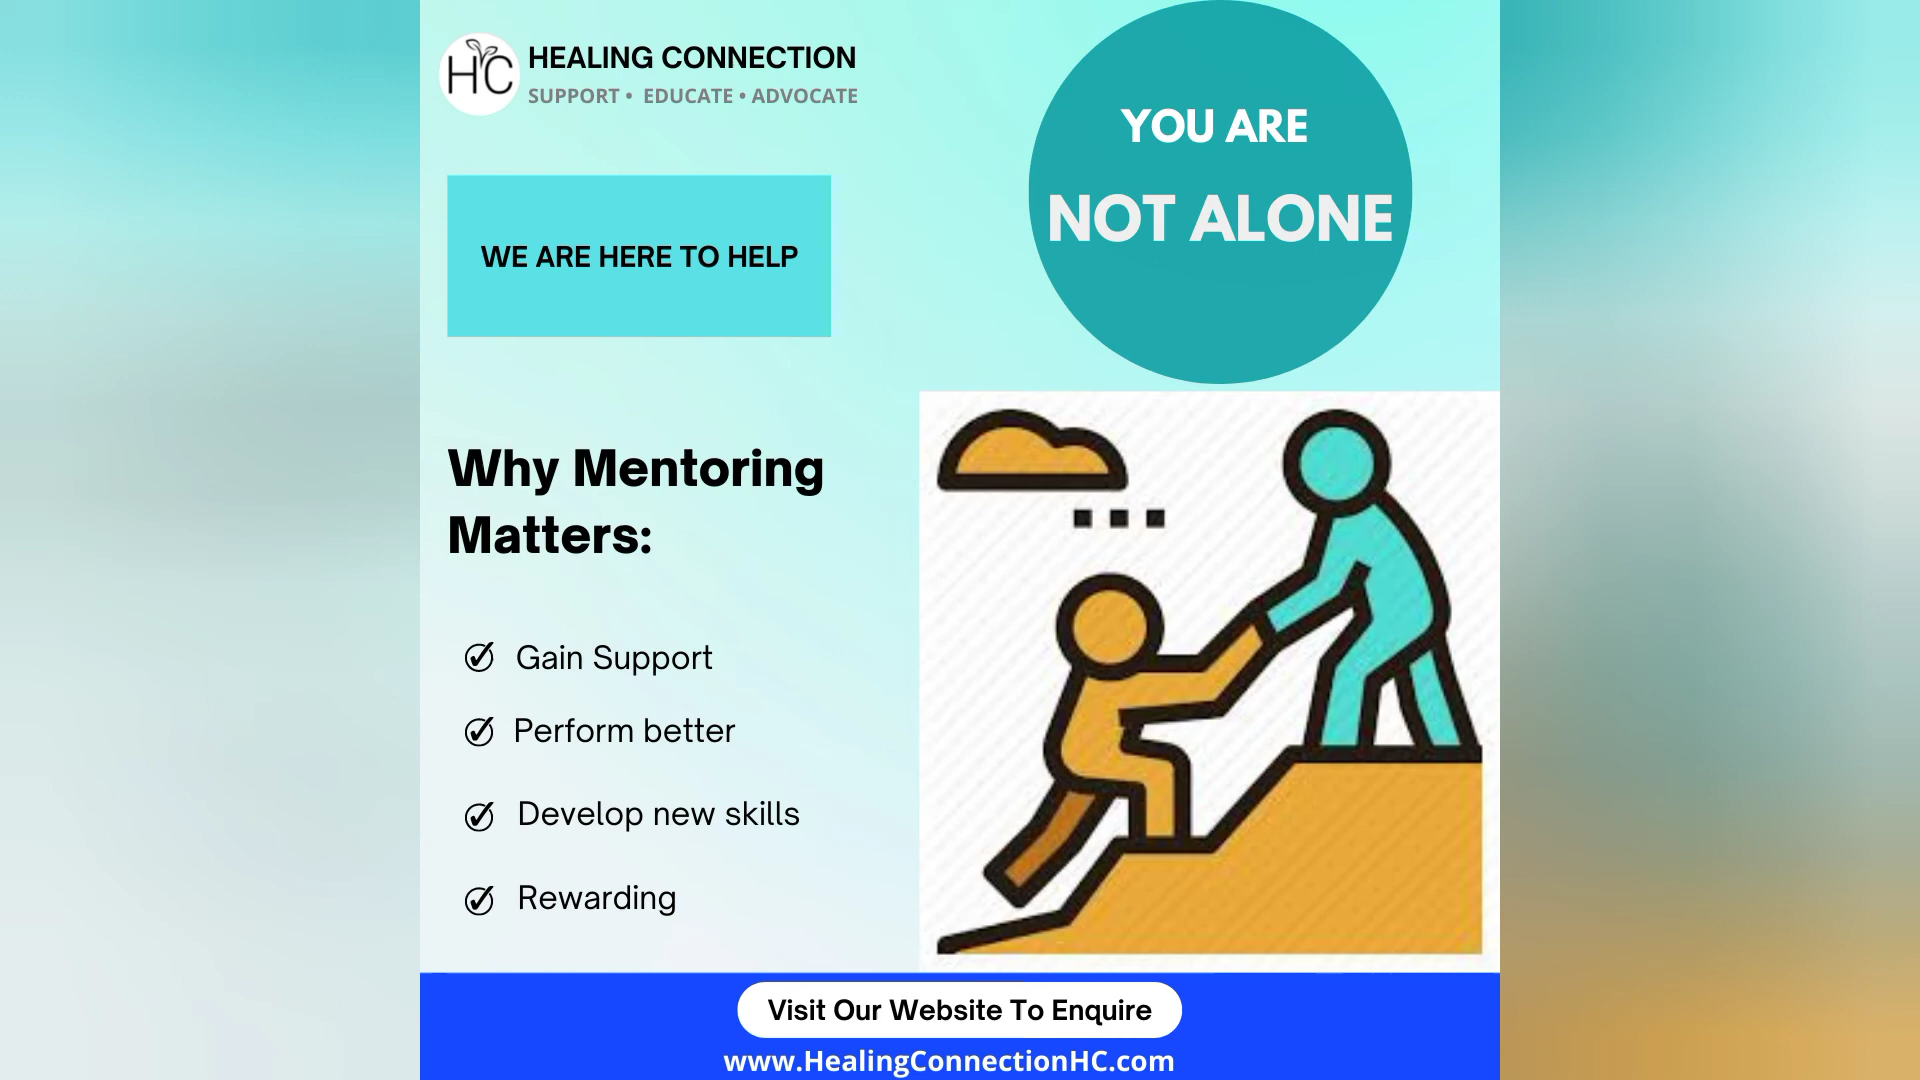 HC
HEALING CONNECTION
SUPPORT • EDUCATE • ADVOCATE
YOU ARE
NOT ALONE
WE ARE HERE TO HELP
Why Mentoring
Matters:
Gain Support
Perform better
Develop new skills
Rewarding
Visit Our Website To Enquire
www.HealingConnectionHC.com